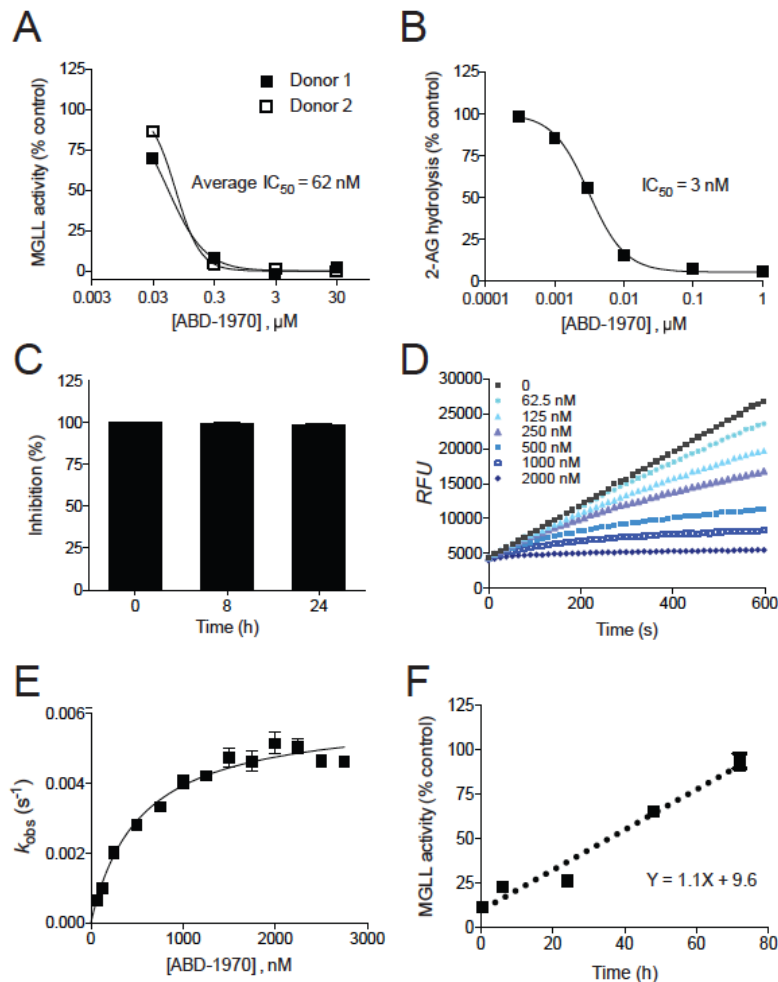 A
MGLL activity (% control)
125
100
75
50
25
0
0.003
0.03
0.3
3
30
[ABD-1970] , µM
Donor 1
Donor 2
Average IC50 = 62 nM
B
2-AG hydrolysis (% control)
125
100
75
50
25
0
0.0001
0.001
0.01
0.1
1
[ABD-1970] , µM
IC50 = 3 nM
C
Inhibition (%)
125
100
75
50
25
0
0
8
24
Time (h)
D
RFU
30000
25000
20000
15000
10000
5000
0
0
200
400
600
Time (s)
0
62.5 nM
125 nM
250 nM
500 nM
1000 nM
2000 nM
E
kobs (s-1)
0.006
0.004
0.002
0.000
0
1000
2000
3000
[ABD-1970] , nM
F
MGLL activity (% control)
125
100
75
50
25
0
0
20
40
60
80
Time (h)
Y = 1.1X + 9.6